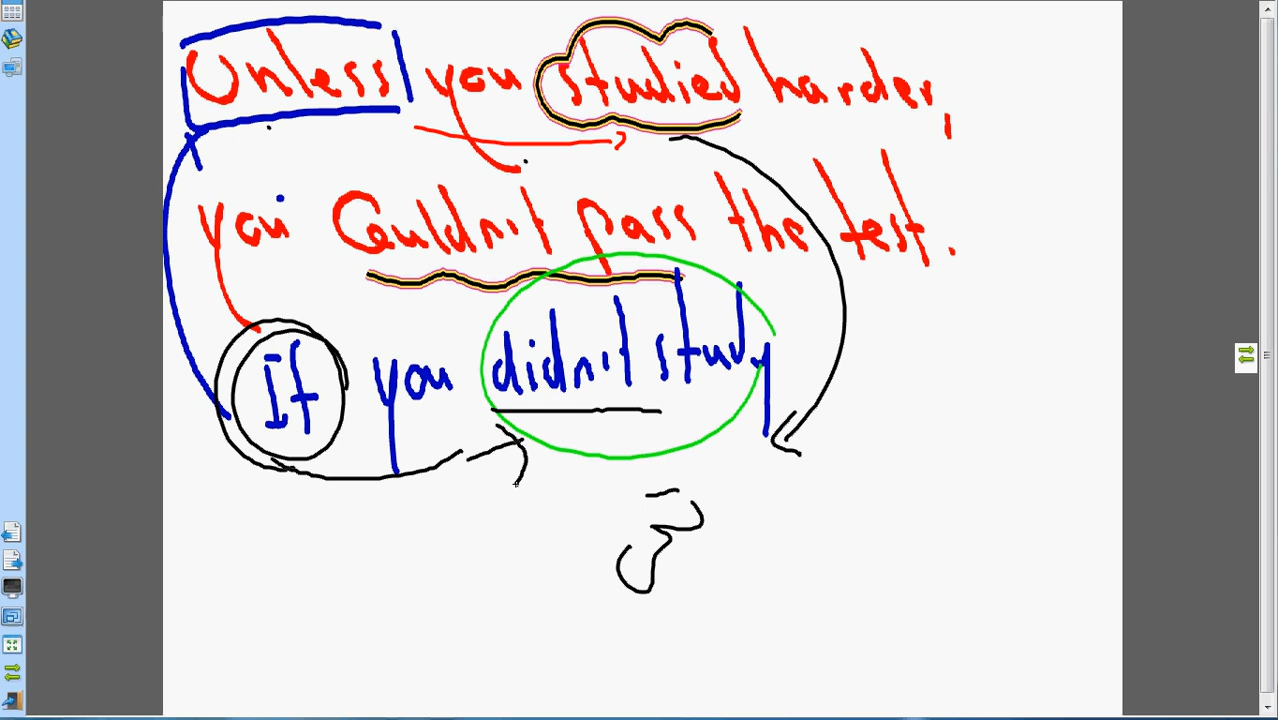 Unless you studied harder,
you Couldn't pass the test.
If you didn't study